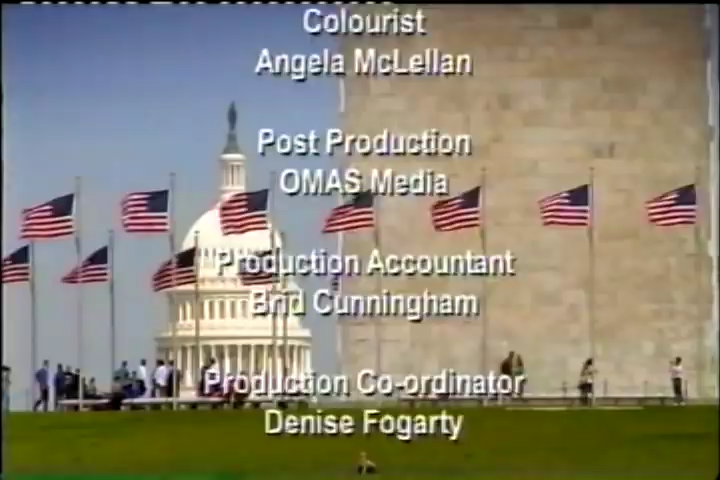 Colourist
Angela McLellan
Post Production
OMAS Media
Production Accountant
Brid Cunningham
Production Co-ordinator
Denise Fogarty